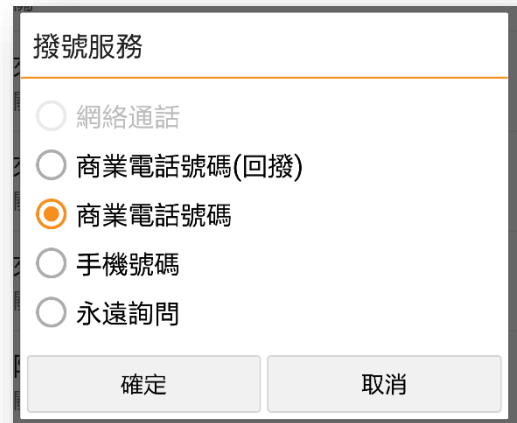 撥號服務
網絡通話
商業電話號碼(回撥)
商業電話號碼
手機號碼
永遠詢問
確定
取消